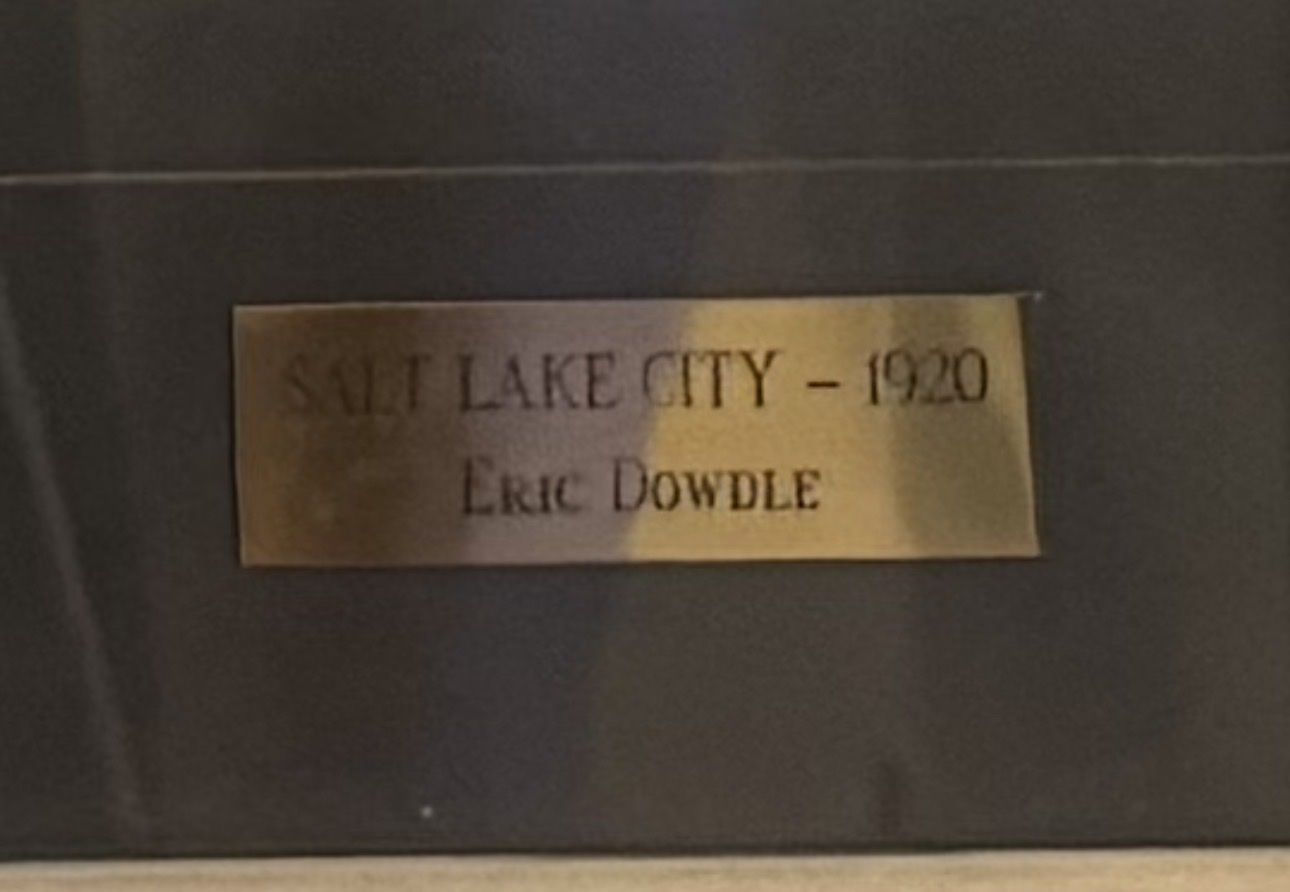 SALT LAKE CITY – 1920
ERIC DOWDLE